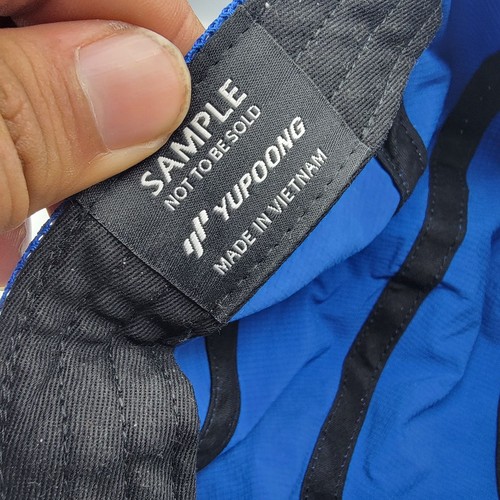 SAMPLE
NOT TO BE SOLD
YUPOONG
MADE IN VIETNAM